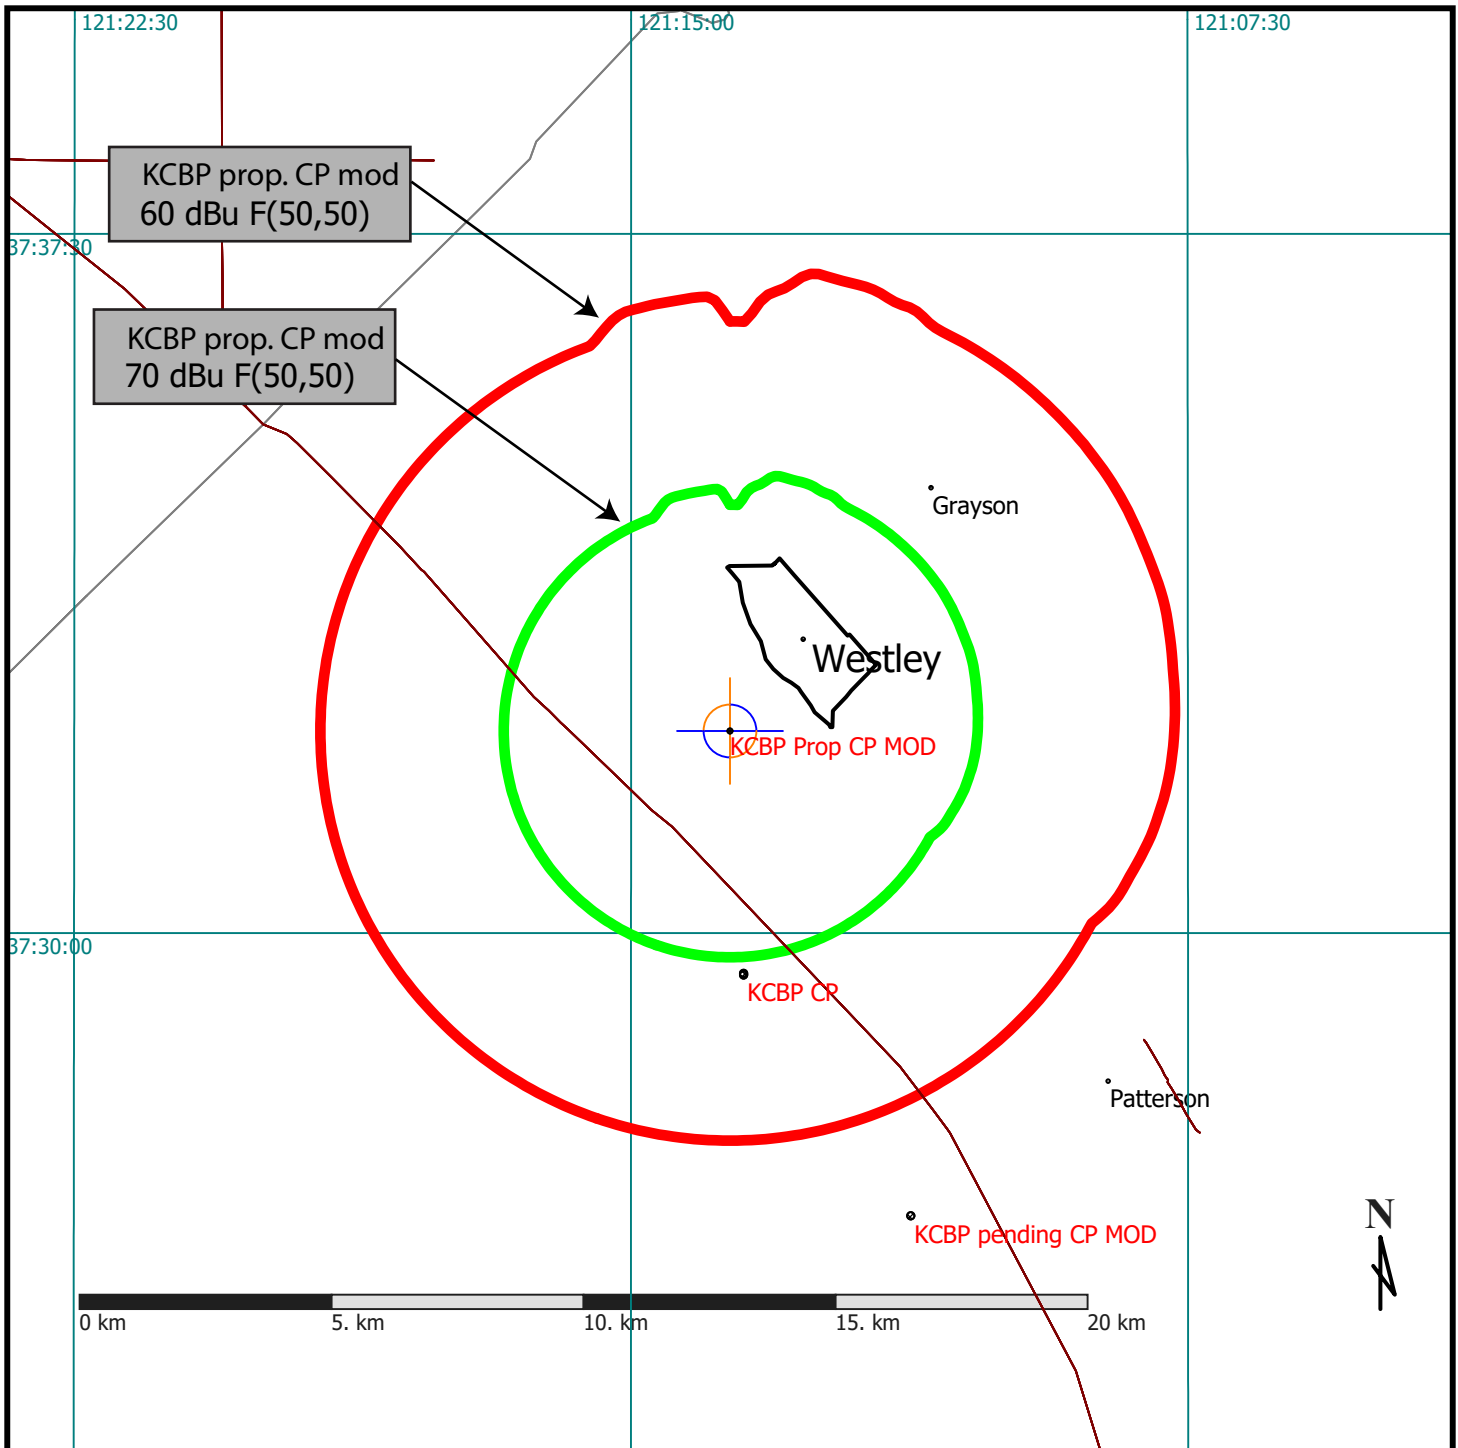 121:22:30
121:15:00
121:07:30
KCBP prop. CP mod
60 dBu F(50,50)
37:37:30
KCBP prop. CP mod
70 dBu F(50,50)
Grayson
Westley
KCBP Prop CP MOD
37:30:00
KCBP CP
Patterson
N
KCBP pending CP MOD
0 km
5. km
10. km
15. km
20 km